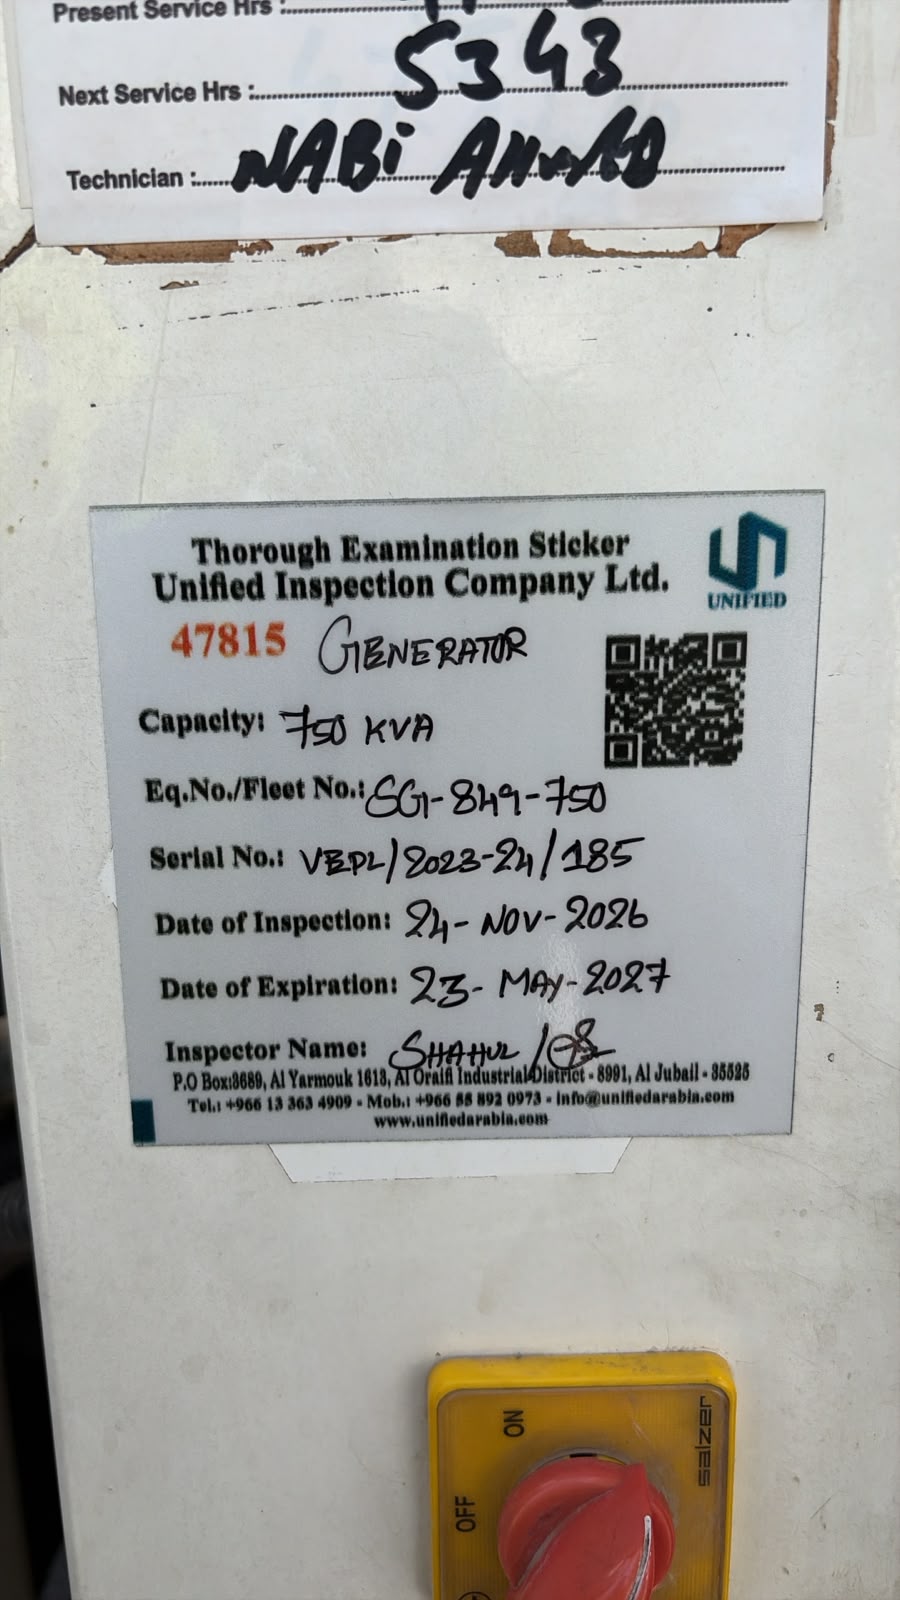 Present Service Hrs :
5343
Next Service Hrs :
Technician : NABi AHMAD
Thorough Examination Sticker
Unified Inspection Company Ltd.
UNIFIED
47815 GENERATOR
Capacity: 750 KVA
Eq.No./Fleet No.: SG1-849-750
Serial No.: VEPL/2023-24/185
Date of Inspection: 24-NOV-2026
Date of Expiration: 23-MAY-2027
Inspector Name: SHAHUL
P.O Box:3689, Al Yarmouk 1613, Al Oraifi Industrial District - 8991, Al Jubail - 35525
Tel.: +966 13 363 4909 - Mob.: +966 55 892 0973 - info@unifiedarabia.com
www.unifiedarabia.com
ON
OFF
salzer